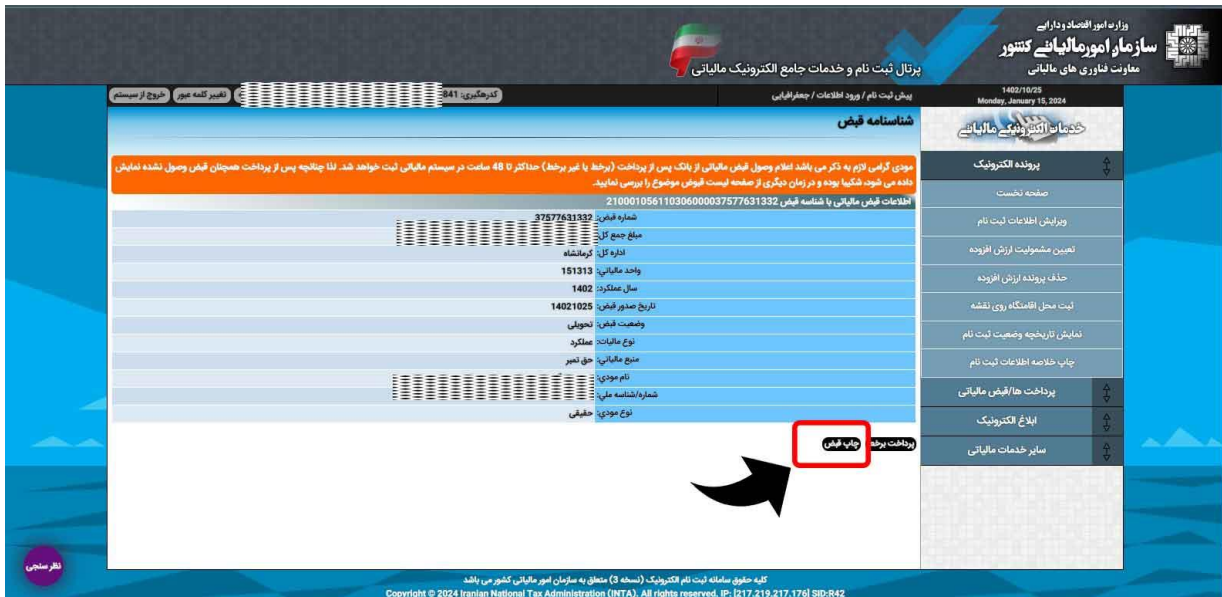 وزارت امور اقتصاد و دارایی
سازمان امور مالیاتی کشور
معاونت فناوری های مالیاتی
پرتال ثبت نام و خدمات جامع الکترونیک مالیاتی
1402/10/25
Monday, January 15, 2024
پیش ثبت نام / ورود اطلاعات / جعرافیایی
کدرهگیری: 841
تغییر کلمه عبور
خروج از سیستم
خدمات الکترونیکی مالیاتی
پرونده الکترونیک
صفحه نخست
ویرایش اطلاعات ثبت نام
تعیین مشمولیت ارزش افزوده
حذف پرونده ارزش افزوده
ثبت محل اقامتگاه روی نقشه
نمایش تاریخچه وضعیت ثبت نام
چاپ خلاصه اطلاعات ثبت نام
پرداخت ها/قبض مالیاتی
ابلاغ الکترونیک
سایر خدمات مالیاتی
شناسنامه قبض
مودی گرامی لازم به ذکر می باشد اعلام وصول قبض مالیاتی از بانک پس از پرداخت (برخط یا غیر برخط) حداکثر تا 48 ساعت در سیستم مالیاتی ثبت خواهد شد. لذا چنانچه پس از پرداخت همچنان قبض وصول نشده نمایش
داده می شود، شکیبا بوده و در زمان دیگری از صفحه لیست قبوض موضوع را بررسی نمایید.
اطلاعات قبض مالیاتی با شناسه قبض 210001056110306000037577631332
شماره قبض: 37577631332
مبلغ جمع کل:
اداره کل: کرمانشاه
واحد مالیاتی: 151313
سال عملکرد: 1402
تاریخ صدور قبض: 14021025
وضعیت قبض: تحویلی
نوع مالیات: عملکرد
منبع مالیاتی: حق تمبر
نام مودی:
شماره/شناسه ملی:
نوع مودی: حقیقی
پرداخت برخط
چاپ قبض
نظر سنجی
کلیه حقوق سامانه ثبت نام الکترونیک (نسخه 3) متعلق به سازمان امور مالیاتی کشور می باشد
Copyright © 2024 Iranian National Tax Administration (INTA). All rights reserved. IP: [217.219.217.176] SID:R42